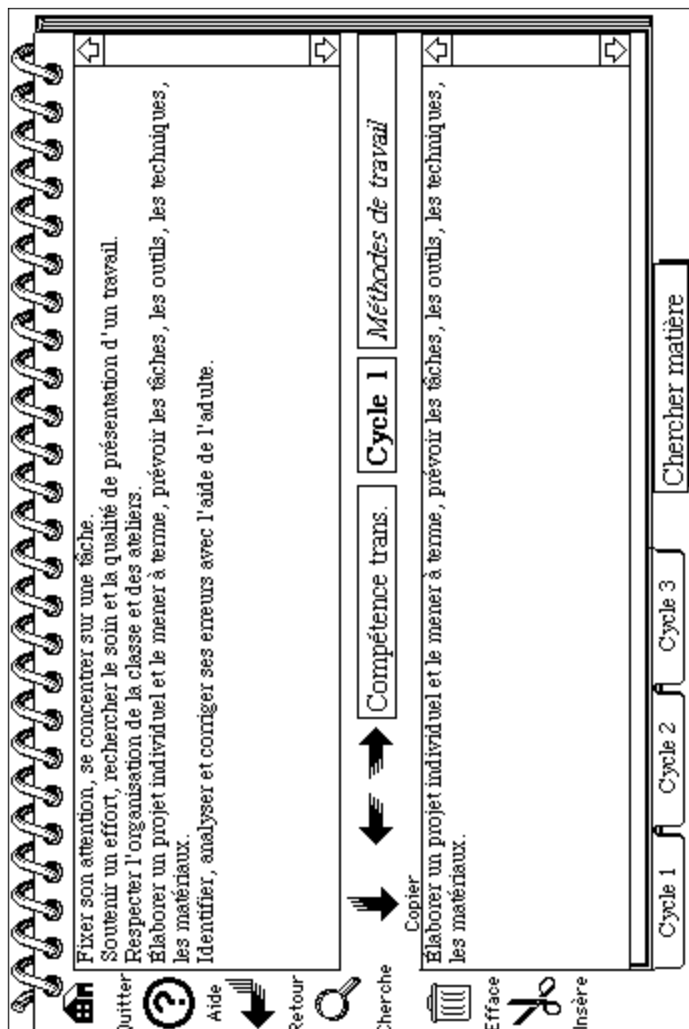 Quitter
Aide
Retour
Cherche
Efface
Insère
Fixer son attention, se concentrer sur une tâche.
Soutenir un effort, rechercher le soin et la qualité de présentation d'un travail.
Respecter l'organisation de la classe et des ateliers.
Élaborer un projet individuel et le mener à terme, prévoir les tâches, les outils, les techniques,
les matériaux.
Identifier, analyser et corriger ses erreurs avec l'aide de l'adulte.
Copier
Compétence trans.
Cycle 1
Méthodes de travail
Élaborer un projet individuel et le mener à terme, prévoir les tâches, les outils, les techniques,
les matériaux.
Cycle 1
Cycle 2
Cycle 3
Chercher matière